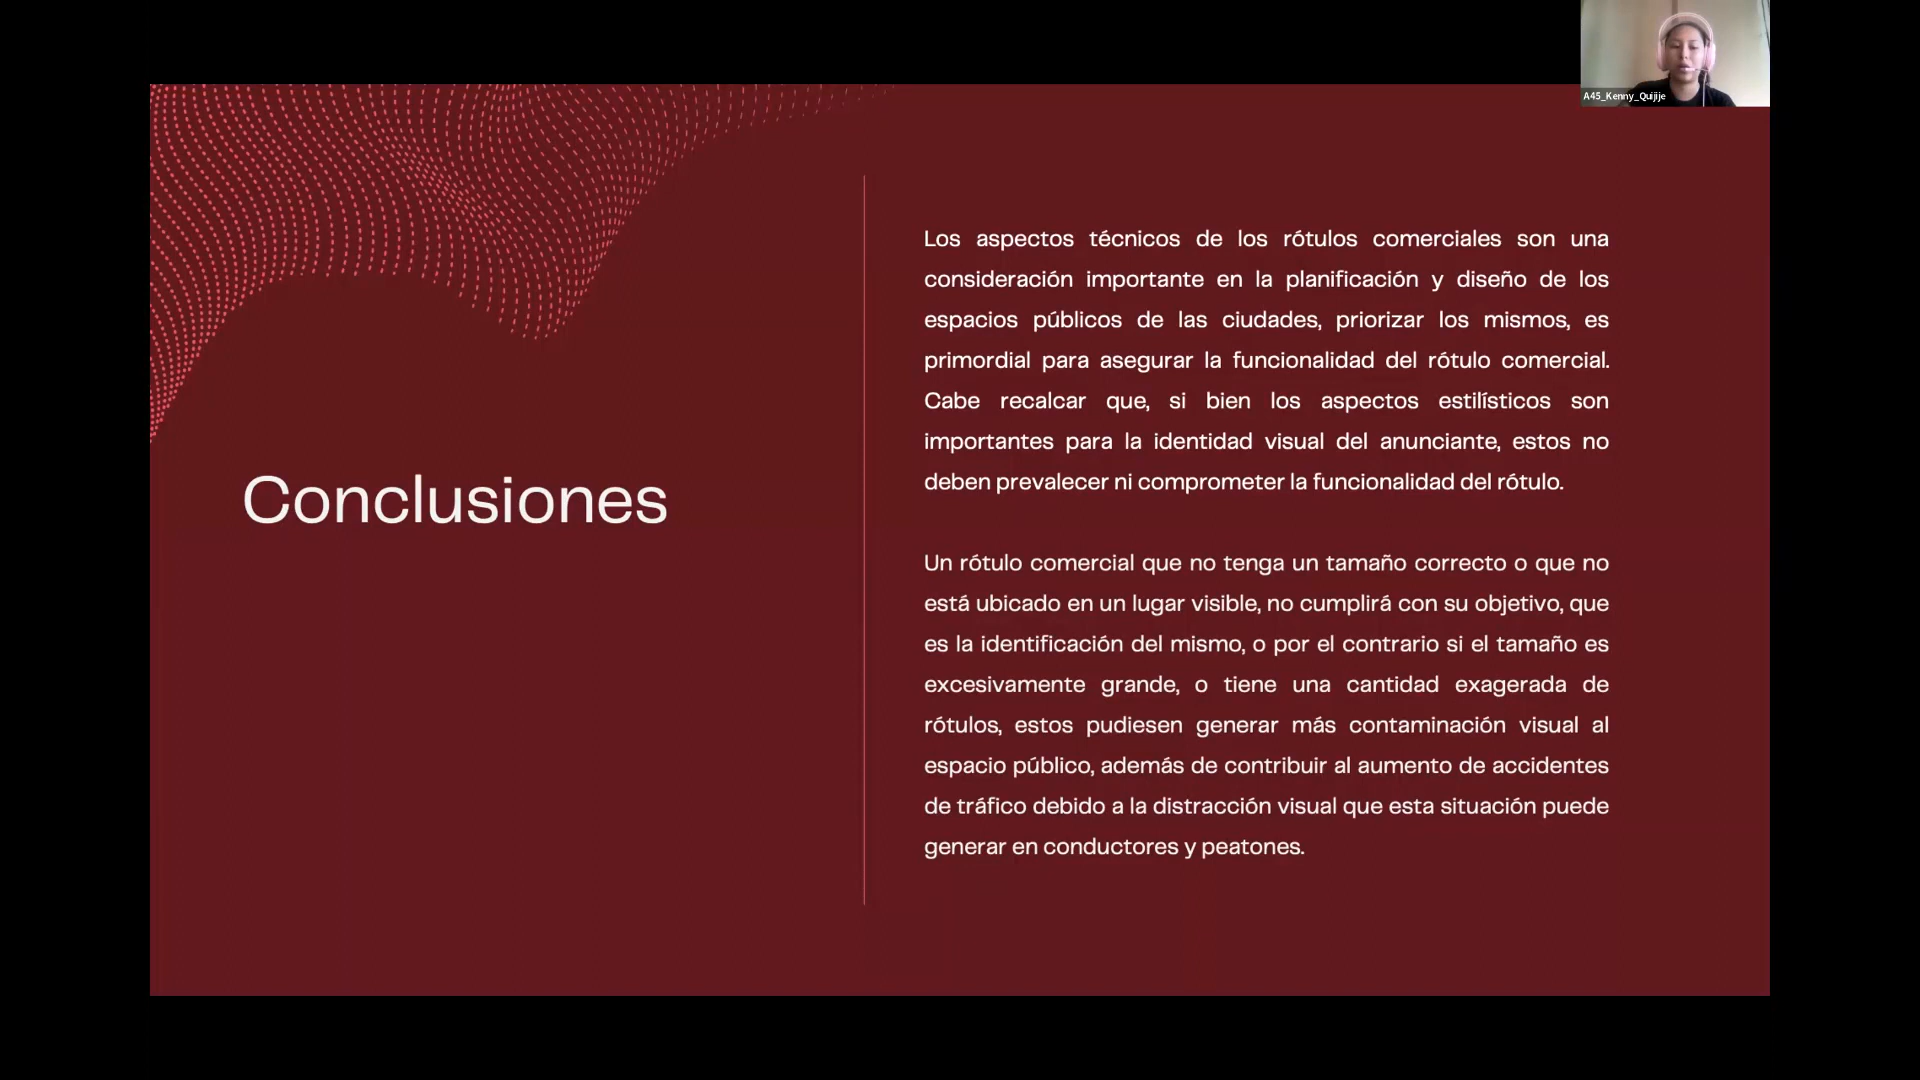 A45_Kenny_Quijije
Conclusiones
Los aspectos técnicos de los rótulos comerciales son una
consideración importante en la planificación y diseño de los
espacios públicos de las ciudades, priorizar los mismos, es
primordial para asegurar la funcionalidad del rótulo comercial.
Cabe recalcar que, si bien los aspectos estilísticos son
importantes para la identidad visual del anunciante, estos no
deben prevalecer ni comprometer la funcionalidad del rótulo.
Un rótulo comercial que no tenga un tamaño correcto o que no
está ubicado en un lugar visible, no cumplirá con su objetivo, que
es la identificación del mismo, o por el contrario si el tamaño es
excesivamente grande, o tiene una cantidad exagerada de
rótulos, estos pudiesen generar más contaminación visual al
espacio público, además de contribuir al aumento de accidentes
de tráfico debido a la distracción visual que esta situación puede
generar en conductores y peatones.